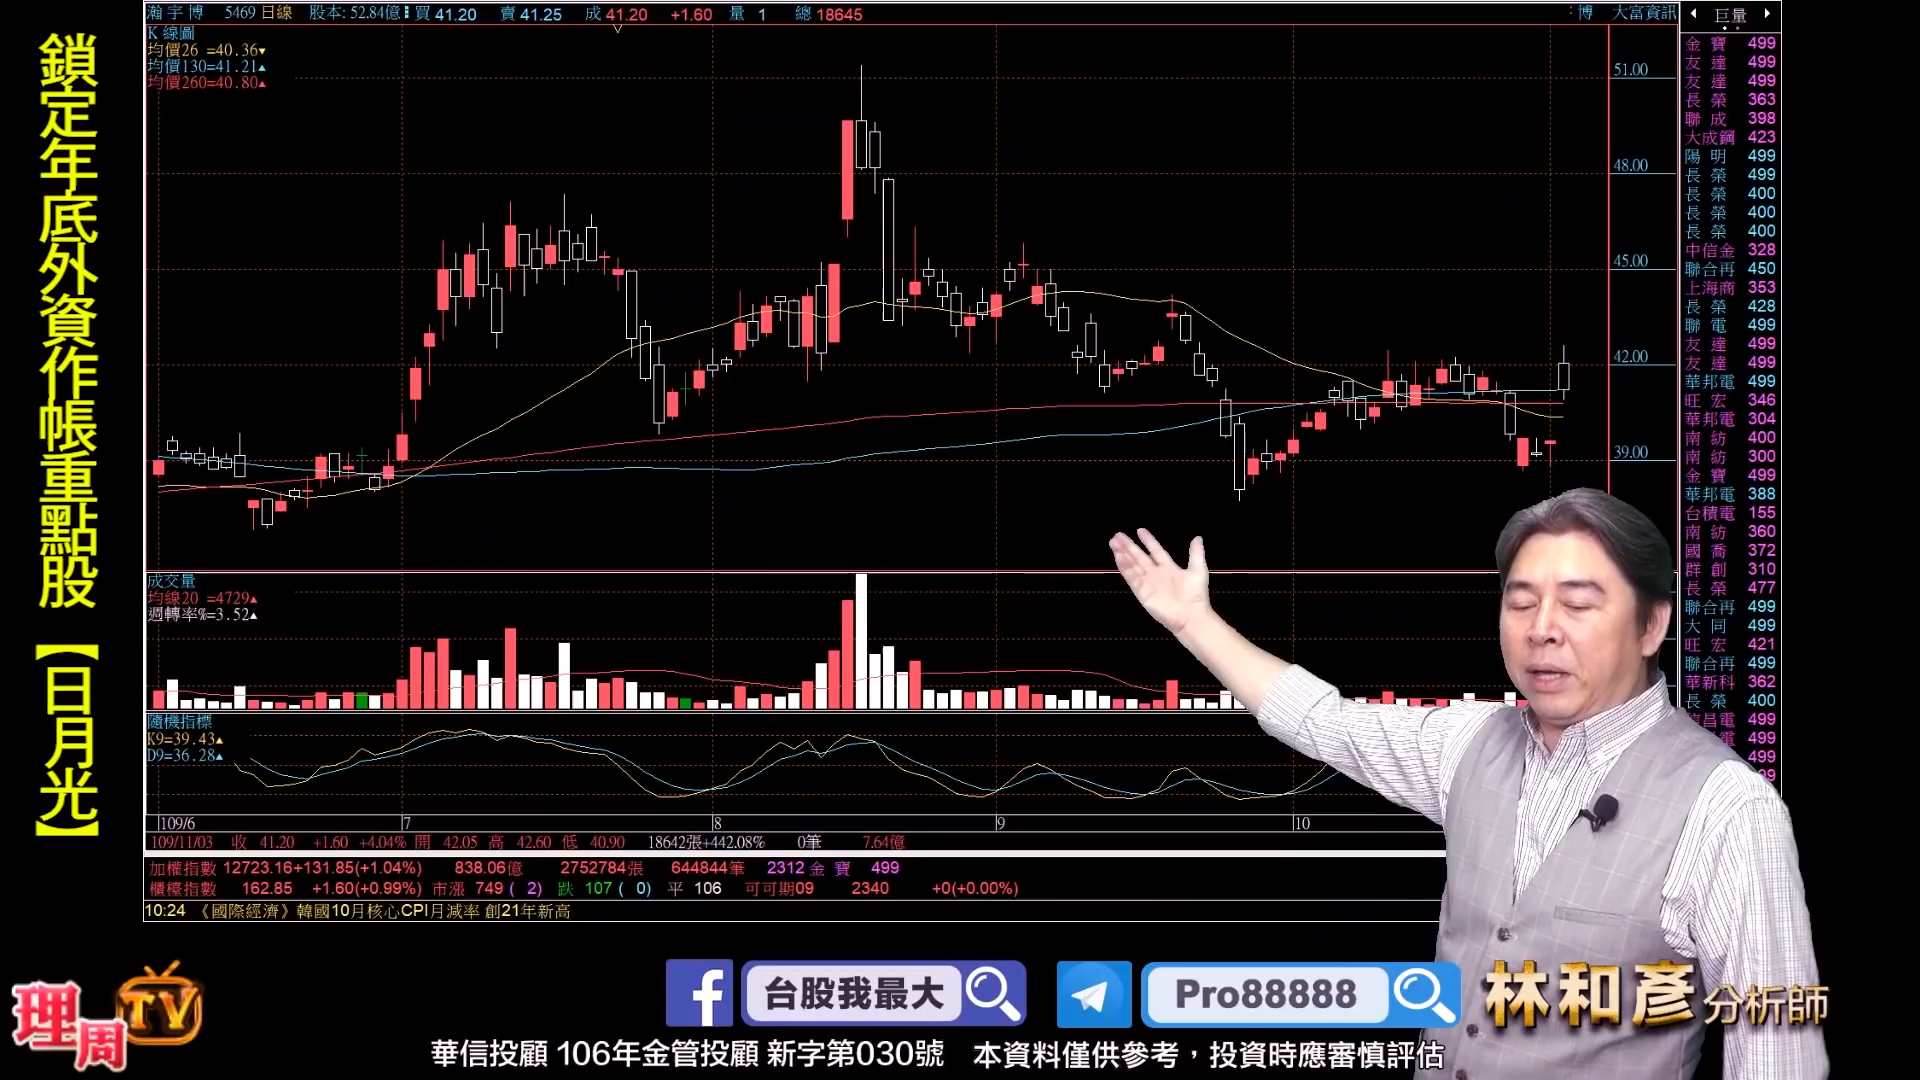 鎖定年底外資作帳重點股【日月光】
瀚宇博 5469 日線 股本: 52.84億 買 41.20 賣 41.25 成 41.20 +1.60 量 1 總 18645 博 大富資訊
K 線圖
均價26 =40.36▼
均價130=41.21▲
均價260=40.80▲
51.00
48.00
45.00
42.00
39.00
成交量
均線20 =4729▲
週轉率%=3.52▲
隨機指標
K9=39.43▲
D9=36.28▲
109/6 7 8 9 10
109/11/03 收 41.20 +1.60 +4.04% 開 42.05 高 42.60 低 40.90 18642張+442.08% 0筆 7.64億
加權指數 12723.16+131.85(+1.04%) 838.06億 2752784張 644844筆 2312 金 寶 499
櫃檯指數 162.85 +1.60(+0.99%) 市漲 749 ( 2) 跌 107 ( 0) 平 106 可可期09 2340 +0(+0.00%)
10:24 《國際經濟》韓國10月核心CPI月減率 創21年新高
◀ 巨量 ▶
金 寶 499
友 達 499
友 達 499
長 榮 363
聯 成 398
大成鋼 423
陽 明 499
長 榮 499
長 榮 400
長 榮 400
長 榮 400
中信金 328
聯合再 450
上海商 353
長 榮 428
聯 電 499
友 達 499
友 達 499
華邦電 499
旺 宏 346
華邦電 304
南 紡 400
南 紡 300
金 寶 499
華邦電 388
台積電 155
南 紡 360
國 喬 372
群 創 310
長 榮 477
聯合再 499
大 同 499
旺 宏 421
聯合再 499
華新科 362
長 榮 400
昌電 499
電 499
499
理周TV
台股我最大
Pro88888
林和彥分析師
華信投顧 106年金管投顧 新字第030號 本資料僅供參考，投資時應審慎評估